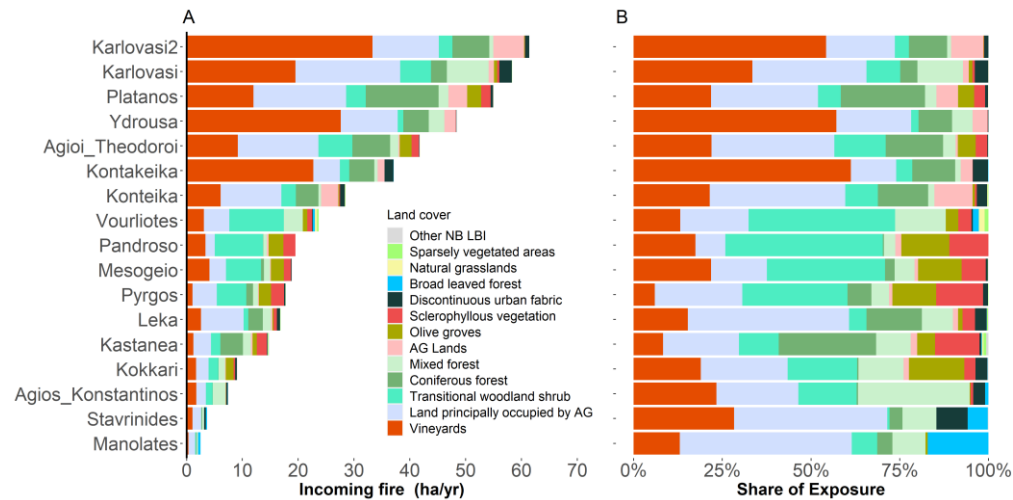 A
B
Karlovasi2
Karlovasi
Platanos
Ydrousa
Agioi_Theodoroi
Kontakeika
Konteika
Vourliotes
Pandroso
Mesogeio
Pyrgos
Leka
Kastanea
Kokkari
Agios_Konstantinos
Stavrinides
Manolates
Land cover
Other NB LBI
Sparsely vegetated areas
Natural grasslands
Broad leaved forest
Discontinuous urban fabric
Sclerophyllous vegetation
Olive groves
AG Lands
Mixed forest
Coniferous forest
Transitional woodland shrub
Land principally occupied by AG
Vineyards
0 10 20 30 40 50 60 70
Incoming fire (ha/yr)
0% 25% 50% 75% 100%
Share of Exposure